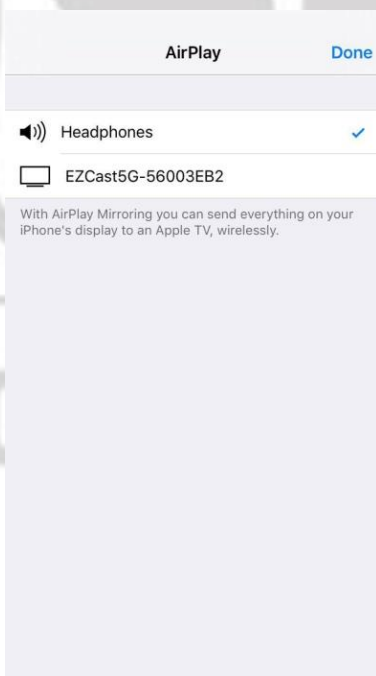 AirPlay Done
Headphones
EZCast5G-56003EB2
With AirPlay Mirroring you can send everything on your
iPhone's display to an Apple TV, wirelessly.